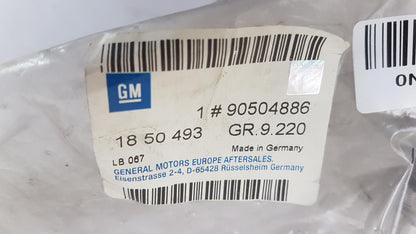 GM
1 # 90504886
18 50 493 GR.9.220
Made in Germany
LB 067
GENERAL MOTORS EUROPE AFTERSALES.
Eisenstrasse 2-4, D-65428 Rüsselsheim Germany